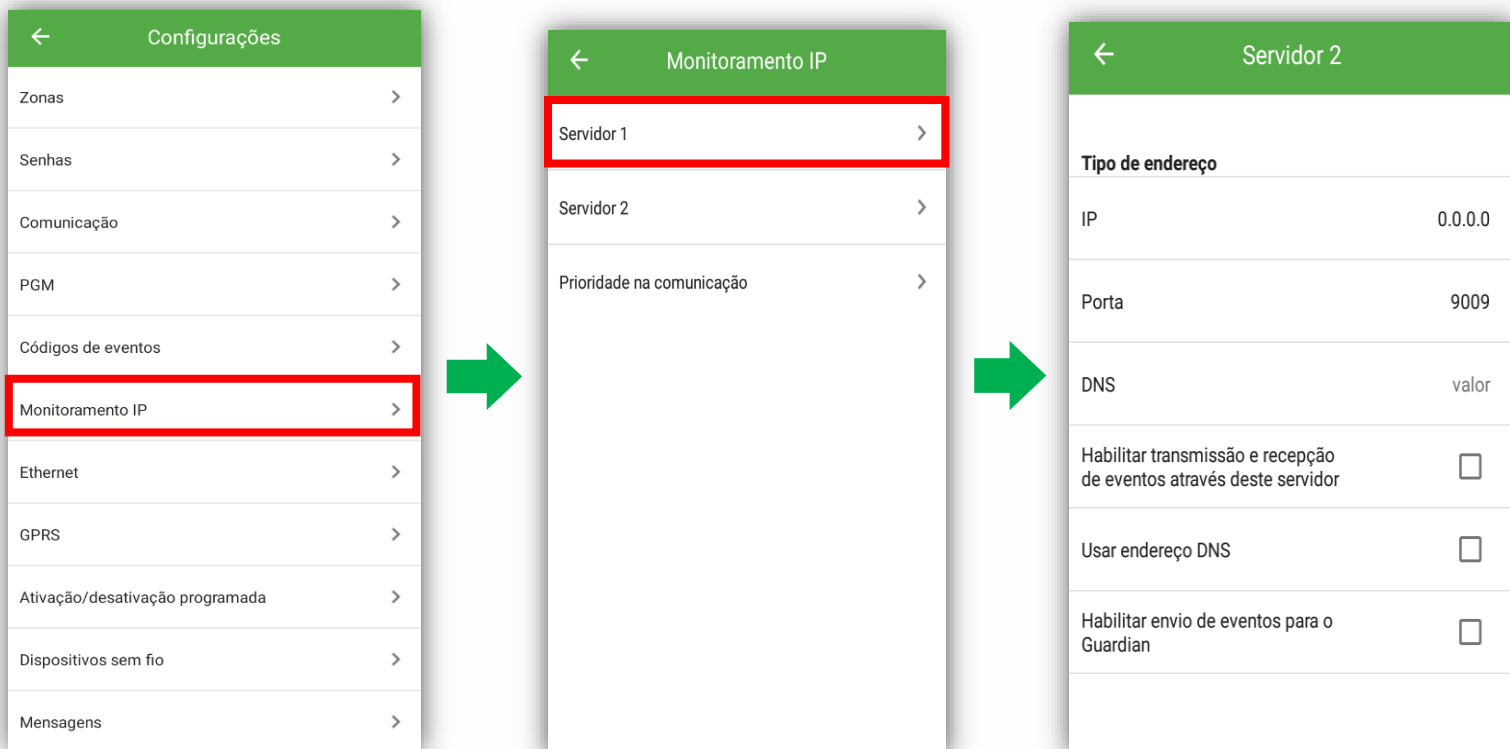 Configurações
Zonas
Senhas
Comunicação
PGM
Códigos de eventos
Monitoramento IP
Ethernet
GPRS
Ativação/desativação programada
Dispositivos sem fio
Mensagens
Monitoramento IP
Servidor 1
Servidor 2
Prioridade na comunicação
Servidor 2
Tipo de endereço
IP 0.0.0.0
Porta 9009
DNS valor
Habilitar transmissão e recepção
de eventos através deste servidor
Usar endereço DNS
Habilitar envio de eventos para o
Guardian